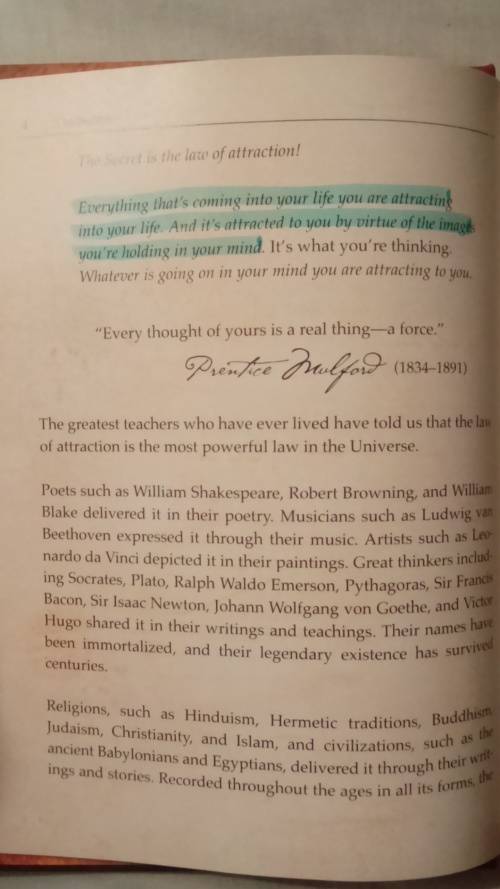 4
The Secret is the law of attraction!
Everything that's coming into your life you are attracting
into your life. And it's attracted to you by virtue of the images
you're holding in your mind. It's what you're thinking.
Whatever is going on in your mind you are attracting to you.
"Every thought of yours is a real thing—a force."
Prentice Mulford (1834–1891)
The greatest teachers who have ever lived have told us that the law
of attraction is the most powerful law in the Universe.
Poets such as William Shakespeare, Robert Browning, and William
Blake delivered it in their poetry. Musicians such as Ludwig van
Beethoven expressed it through their music. Artists such as Leo-
nardo da Vinci depicted it in their paintings. Great thinkers includ-
ing Socrates, Plato, Ralph Waldo Emerson, Pythagoras, Sir Francis
Bacon, Sir Isaac Newton, Johann Wolfgang von Goethe, and Victor
Hugo shared it in their writings and teachings. Their names have
been immortalized, and their legendary existence has survived
centuries.
Religions, such as Hinduism, Hermetic traditions, Buddhism,
Judaism, Christianity, and Islam, and civilizations, such as the
ancient Babylonians and Egyptians, delivered it through their writ-
ings and stories. Recorded throughout the ages in all its forms, the